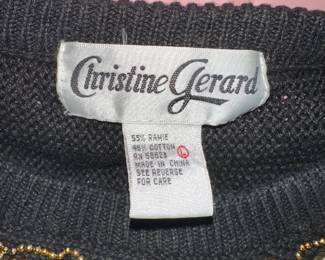 Christine Gerard
55% RAMIE
45% COTTON
RN 58623 L
MADE IN CHINA
SEE REVERSE
FOR CARE